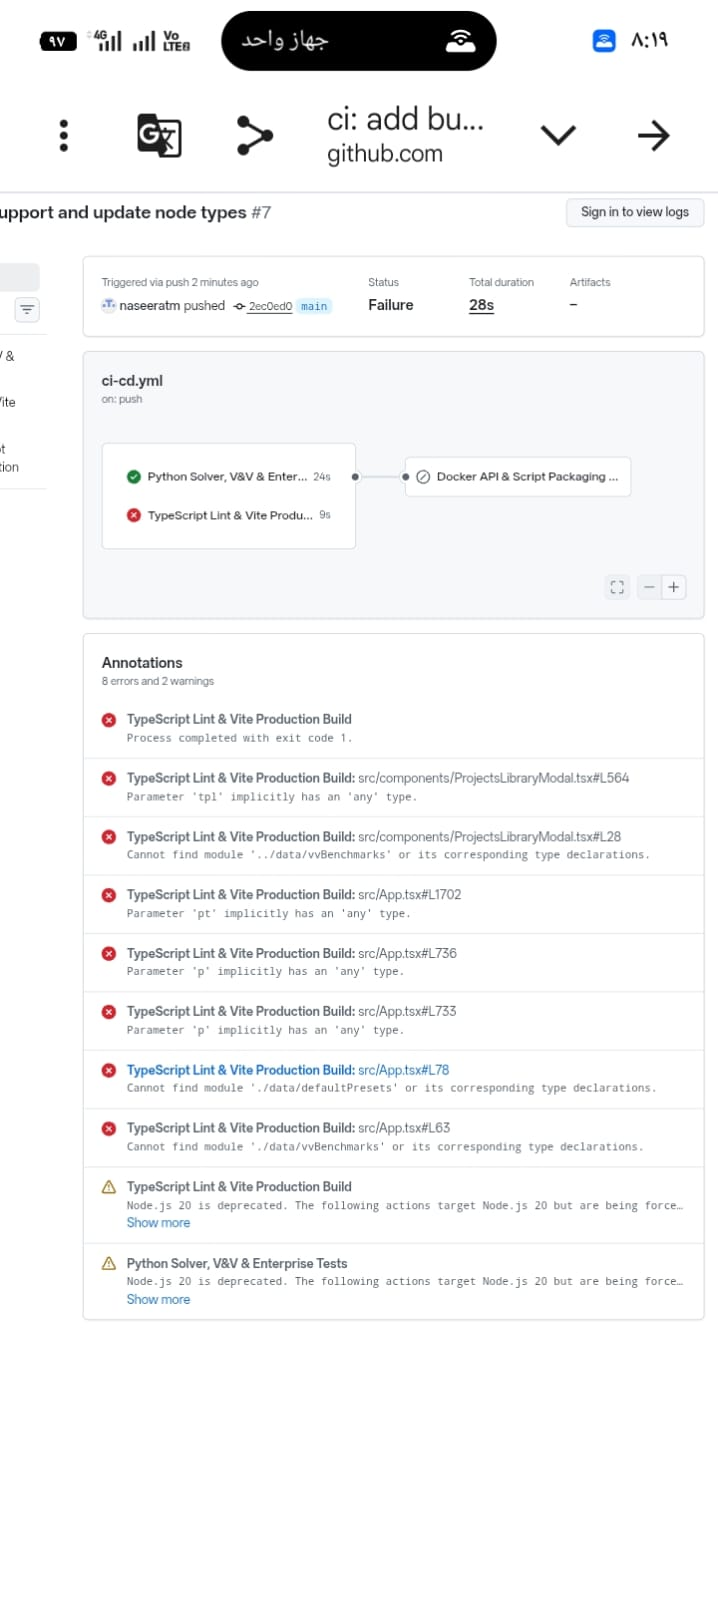 ٩٧ 4G Vo LTE2 جهاز واحد ٨:١٩
ci: add bu...
github.com
upport and update node types #7
Sign in to view logs
/ &
/ite
t
tion
Triggered via push 2 minutes ago
naseeratm pushed 2ec0ed0 main
Status
Failure
Total duration
28s
Artifacts
–
ci-cd.yml
on: push
Python Solver, V&V & Enter... 24s
TypeScript Lint & Vite Produ... 9s
Docker API & Script Packaging ...
Annotations
8 errors and 2 warnings
TypeScript Lint & Vite Production Build
Process completed with exit code 1.
TypeScript Lint & Vite Production Build: src/components/ProjectsLibraryModal.tsx#L564
Parameter 'tpl' implicitly has an 'any' type.
TypeScript Lint & Vite Production Build: src/components/ProjectsLibraryModal.tsx#L28
Cannot find module '../data/vvBenchmarks' or its corresponding type declarations.
TypeScript Lint & Vite Production Build: src/App.tsx#L1702
Parameter 'pt' implicitly has an 'any' type.
TypeScript Lint & Vite Production Build: src/App.tsx#L736
Parameter 'p' implicitly has an 'any' type.
TypeScript Lint & Vite Production Build: src/App.tsx#L733
Parameter 'p' implicitly has an 'any' type.
TypeScript Lint & Vite Production Build: src/App.tsx#L78
Cannot find module './data/defaultPresets' or its corresponding type declarations.
TypeScript Lint & Vite Production Build: src/App.tsx#L63
Cannot find module './data/vvBenchmarks' or its corresponding type declarations.
TypeScript Lint & Vite Production Build
Node.js 20 is deprecated. The following actions target Node.js 20 but are being force…
Show more
Python Solver, V&V & Enterprise Tests
Node.js 20 is deprecated. The following actions target Node.js 20 but are being force…
Show more